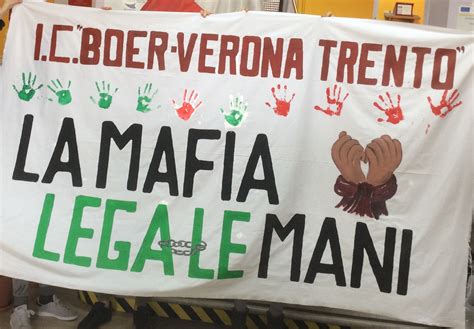 I.C."BOER-VERONA TRENTO"
LA MAFIA
LEGA LE MANI